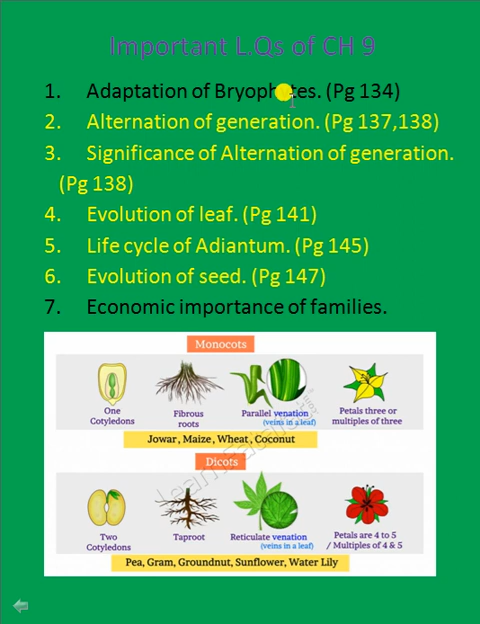 Important L.Qs of CH 9
1. Adaptation of Bryophytes. (Pg 134)
2. Alternation of generation. (Pg 137,138)
3. Significance of Alternation of generation.
(Pg 138)
4. Evolution of leaf. (Pg 141)
5. Life cycle of Adiantum. (Pg 145)
6. Evolution of seed. (Pg 147)
7. Economic importance of families.
Monocots
One Cotyledons
Fibrous roots
Parallel venation (veins in a leaf)
Petals three or multiples of three
Jowar, Maize, Wheat, Coconut
Dicots
Two Cotyledons
Taproot
Reticulate venation (veins in a leaf)
Petals are 4 to 5 / Multiples of 4 & 5
Pea, Gram, Groundnut, Sunflower, Water Lily